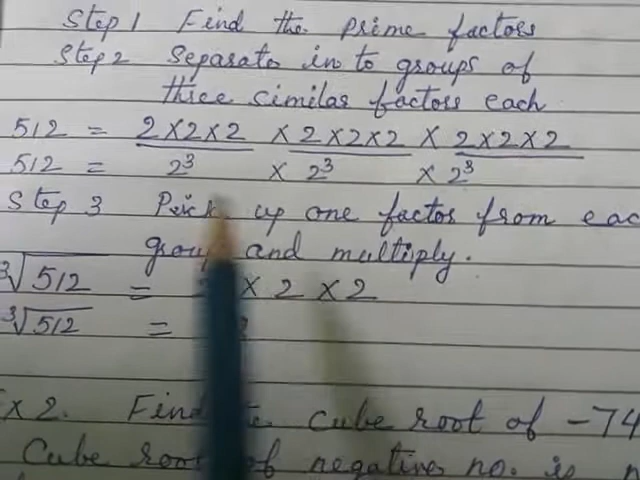 Step 1 Find the prime factors
Step 2 Separate in to groups of
three similar factors each
512 = 2 X 2 X 2 X 2 X 2 X 2 X 2 X 2 X 2
512 = 2³ X 2³ X 2³
Step 3 Pick up one factor from eac
group and multiply.
∛512 = X 2 X 2
∛512 =
Ex 2. Find cube root of -74
Cube root of negative no. is n